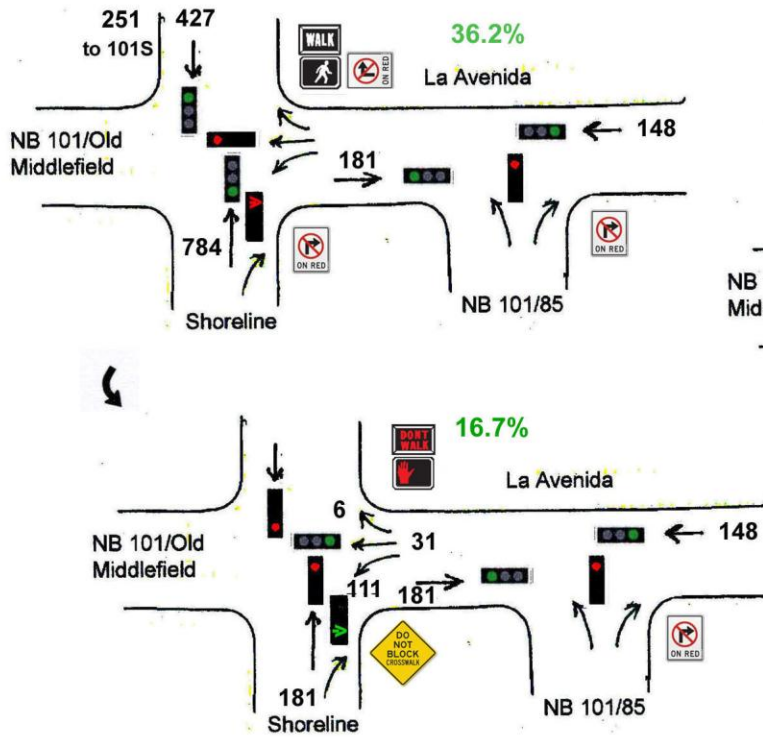 251 427
to 101S
WALK
ON RED
36.2%
La Avenida
NB 101/Old
Middlefield
148
181
784
ON RED
ON RED
NB 101/85
Shoreline
NB
Mid
DONT
WALK
16.7%
La Avenida
6
NB 101/Old
Middlefield
31
148
111
181
DO
NOT
BLOCK
CROSSWALK
ON RED
181
Shoreline
NB 101/85